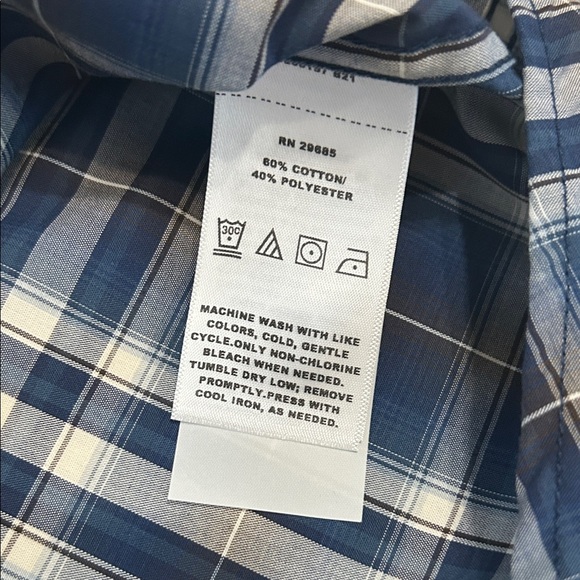 821
RN 29685
60% COTTON/
40% POLYESTER
30C
MACHINE WASH WITH LIKE
COLORS, COLD, GENTLE
CYCLE.ONLY NON-CHLORINE
BLEACH WHEN NEEDED.
TUMBLE DRY LOW; REMOVE
PROMPTLY.PRESS WITH
COOL IRON, AS NEEDED.